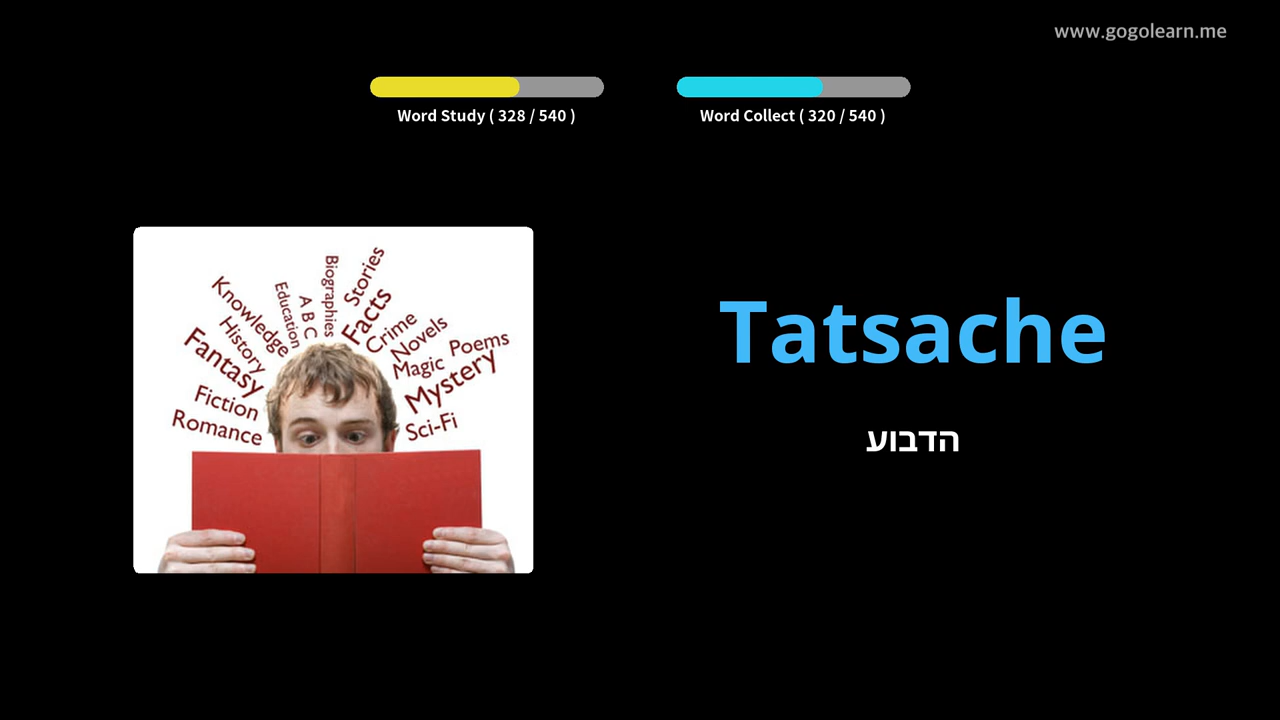 www.gogolearn.me
Word Study ( 328 / 540 )
Word Collect ( 320 / 540 )
Knowledge
History
Fantasy
Fiction
Romance
Education
A B C
Biographies
Stories
Facts
Crime
Novels
Magic
Poems
Mystery
Sci-Fi
Tatsache
הדבוע